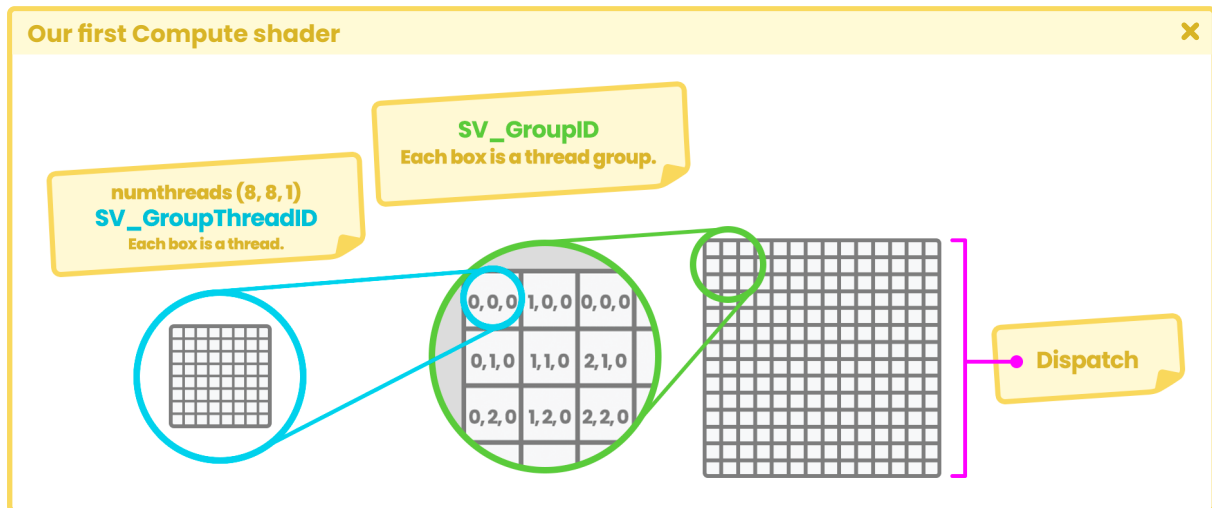 Our first Compute shader
SV_GroupID
Each box is a thread group.
numthreads (8, 8, 1)
SV_GroupThreadID
Each box is a thread.
0, 0, 0 1, 0, 0 0, 0, 0
0, 1, 0 1, 1, 0 2, 1, 0
0, 2, 0 1, 2, 0 2, 2, 0
Dispatch